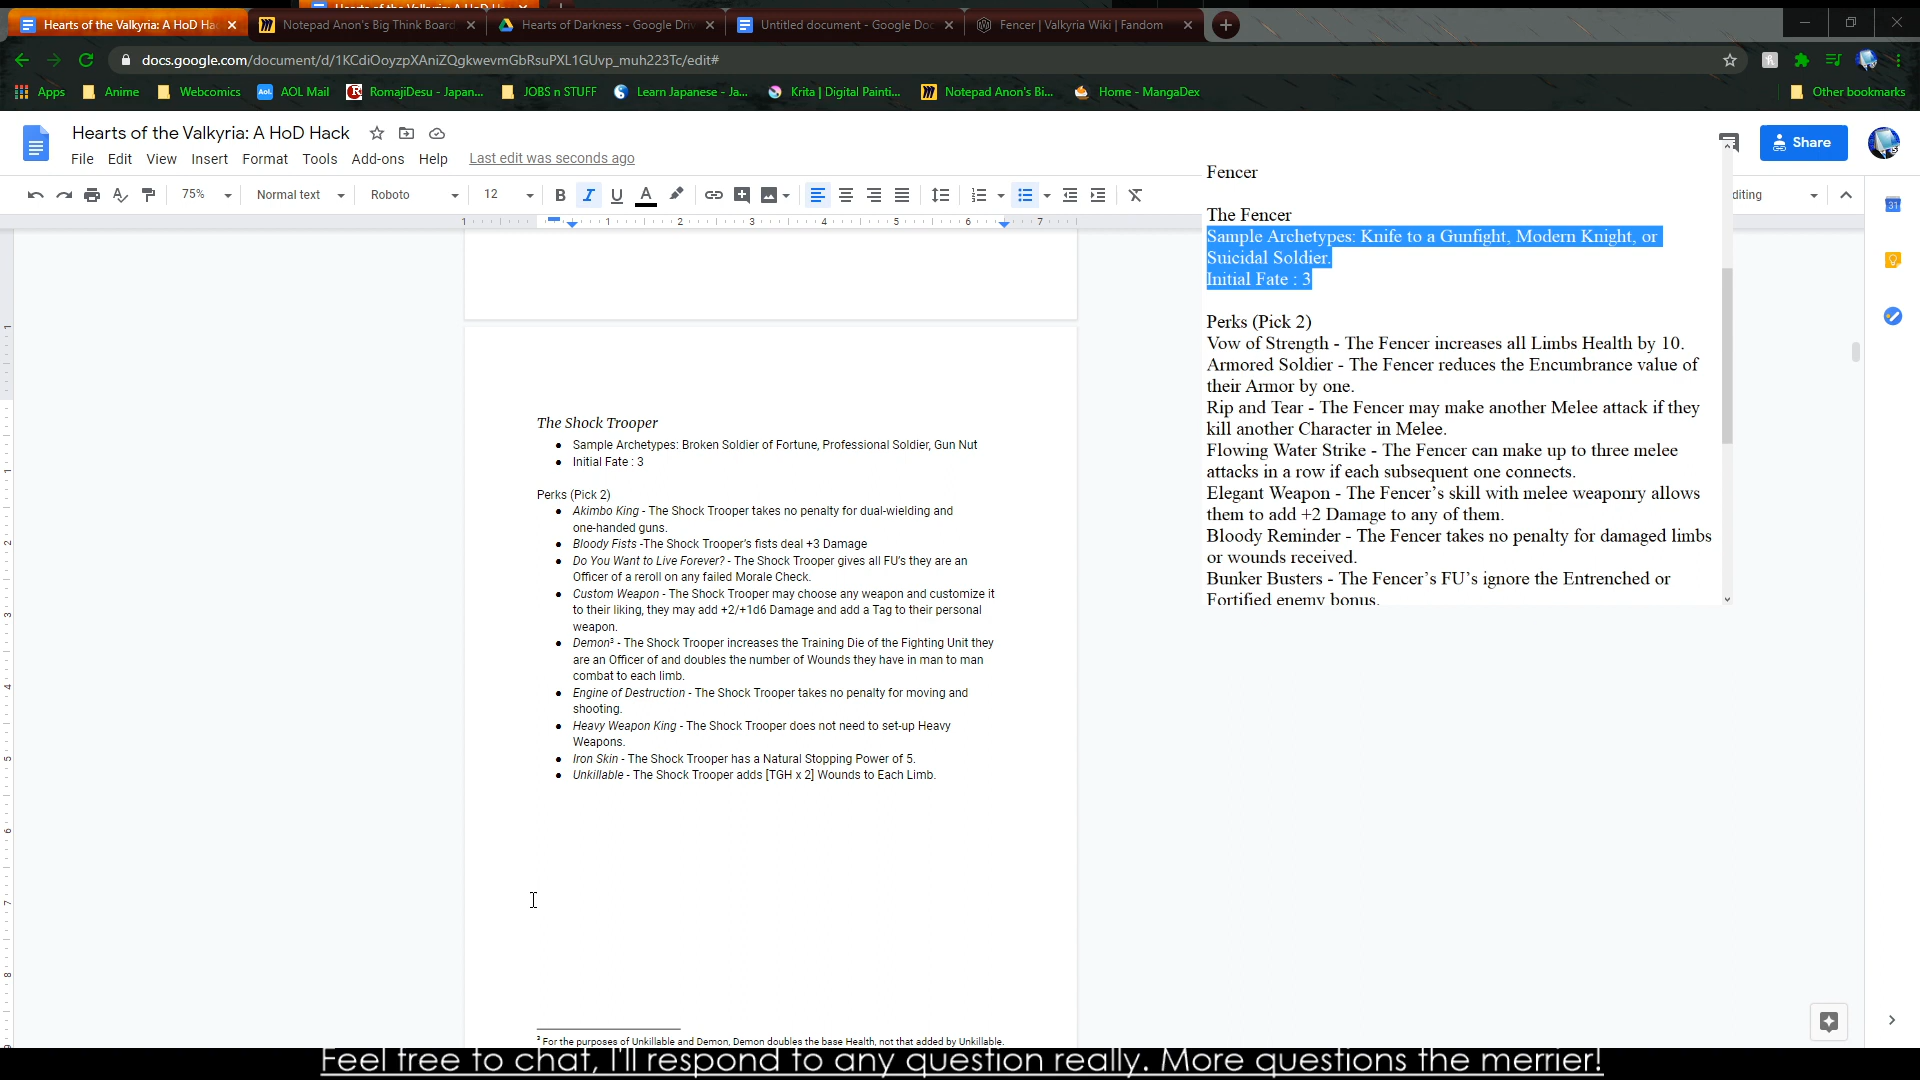 Hearts of the Valkyria: A HoD Hac
Notepad Anon's Big Think Board
Hearts of Darkness - Google Driv
Untitled document - Google Doc
Fencer | Valkyria Wiki | Fandom
docs.google.com/document/d/1KCdiOoyzpXAniZQgkwevmGbRsuPXL1GUvp_muh223Tc/edit#
Apps
Anime
Webcomics
AOL Mail
RomajiDesu - Japan...
JOBS n STUFF
Learn Japanese - Ja...
Krita | Digital Painti...
Notepad Anon's Bi...
Home - MangaDex
Other bookmarks
Hearts of the Valkyria: A HoD Hack
File Edit View Insert Format Tools Add-ons Help
Last edit was seconds ago
Share
75%
Normal text
Roboto
12
diting
The Shock Trooper
• Sample Archetypes: Broken Soldier of Fortune, Professional Soldier, Gun Nut
• Initial Fate : 3
Perks (Pick 2)
• Akimbo King - The Shock Trooper takes no penalty for dual-wielding and
one-handed guns.
• Bloody Fists -The Shock Trooper's fists deal +3 Damage
• Do You Want to Live Forever? - The Shock Trooper gives all FU's they are an
Officer of a reroll on any failed Morale Check.
• Custom Weapon - The Shock Trooper may choose any weapon and customize it
to their liking, they may add +2/+1d6 Damage and add a Tag to their personal
weapon.
• Demon³ - The Shock Trooper increases the Training Die of the Fighting Unit they
are an Officer of and doubles the number of Wounds they have in man to man
combat to each limb.
• Engine of Destruction - The Shock Trooper takes no penalty for moving and
shooting.
• Heavy Weapon King - The Shock Trooper does not need to set-up Heavy
Weapons.
• Iron Skin - The Shock Trooper has a Natural Stopping Power of 5.
• Unkillable - The Shock Trooper adds [TGH x 2] Wounds to Each Limb.
For the purposes of Unkillable and Demon, Demon doubles the base Health, not that added by Unkillable.
Fencer
The Fencer
Sample Archetypes: Knife to a Gunfight, Modern Knight, or
Suicidal Soldier.
Initial Fate : 3
Perks (Pick 2)
Vow of Strength - The Fencer increases all Limbs Health by 10.
Armored Soldier - The Fencer reduces the Encumbrance value of
their Armor by one.
Rip and Tear - The Fencer may make another Melee attack if they
kill another Character in Melee.
Flowing Water Strike - The Fencer can make up to three melee
attacks in a row if each subsequent one connects.
Elegant Weapon - The Fencer's skill with melee weaponry allows
them to add +2 Damage to any of them.
Bloody Reminder - The Fencer takes no penalty for damaged limbs
or wounds received.
Bunker Busters - The Fencer's FU's ignore the Entrenched or
Fortified enemy bonus.
Feel free to chat, I'll respond to any question really. More questions the merrier!